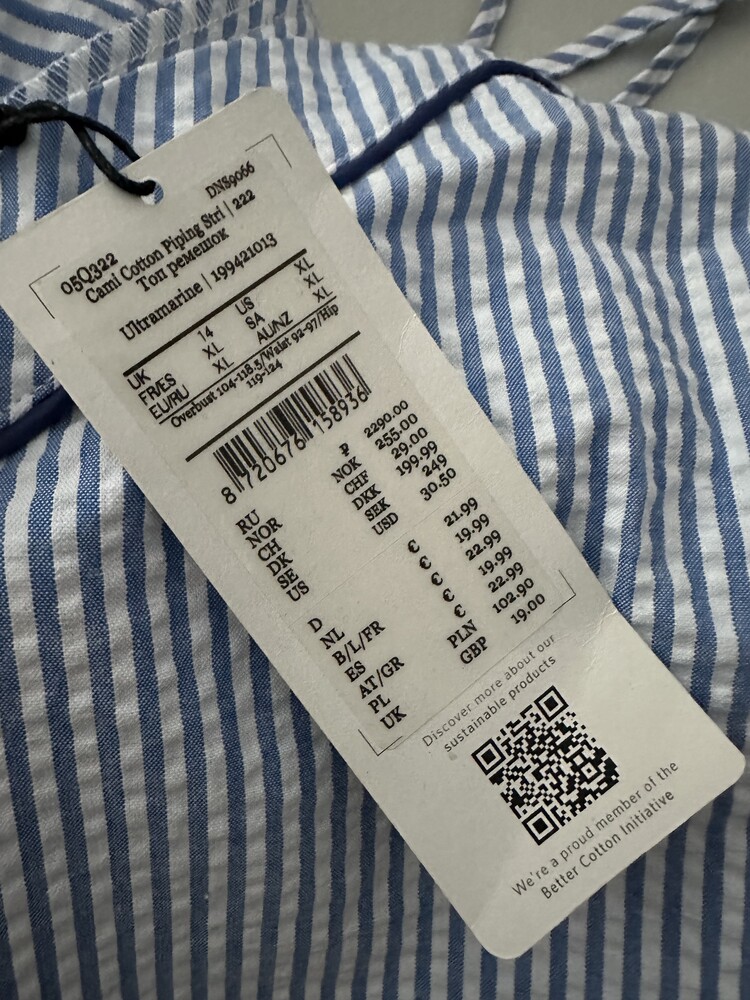 DNS9066
05Q322
Cami Cotton Piping Strl | 222
Топ ремешок
Ultramarine | 199421013
UK 14 US XL
FR/ES XL SA XL
EU/RU XL AU/NZ XL
Overbust 104-118.5/Waist 92-97/Hip
119-124
8 720676 158936
RU ₽ 2290.00
NOR NOK 255.00
CH CHF 29.00
DK DKK 199.99
SE SEK 249
US USD 30.50
D € 21.99
NL € 19.99
B/L/FR € 22.99
ES € 19.99
AT/GR € 22.99
PL PLN 102.90
UK GBP 19.00
Discover more about our
sustainable products
We're a proud member of the
Better Cotton Initiative